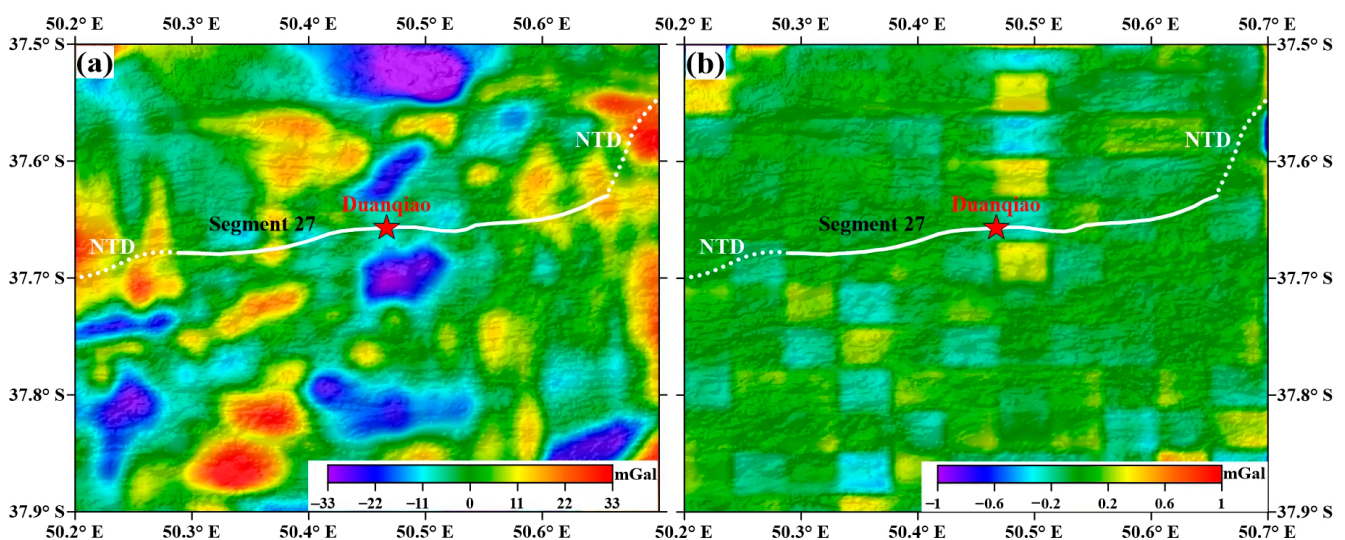 50.2° E 50.3° E 50.4° E 50.5° E 50.6° E 50.2° E 50.3° E 50.4° E 50.5° E 50.6° E 50.7° E
37.5° S (a) (b) 37.5° S
NTD NTD
37.6° S 37.6° S
Duanqiao Duanqiao
Segment 27 Segment 27
NTD NTD
37.7° S 37.7° S
37.8° S 37.8° S
mGal mGal
−33 −22 −11 0 11 22 33 −1 −0.6 −0.2 0.2 0.6 1
37.9° S 37.9° S
50.2° E 50.3° E 50.4° E 50.5° E 50.6° E 50.2° E 50.3° E 50.4° E 50.5° E 50.6° E 50.7° E